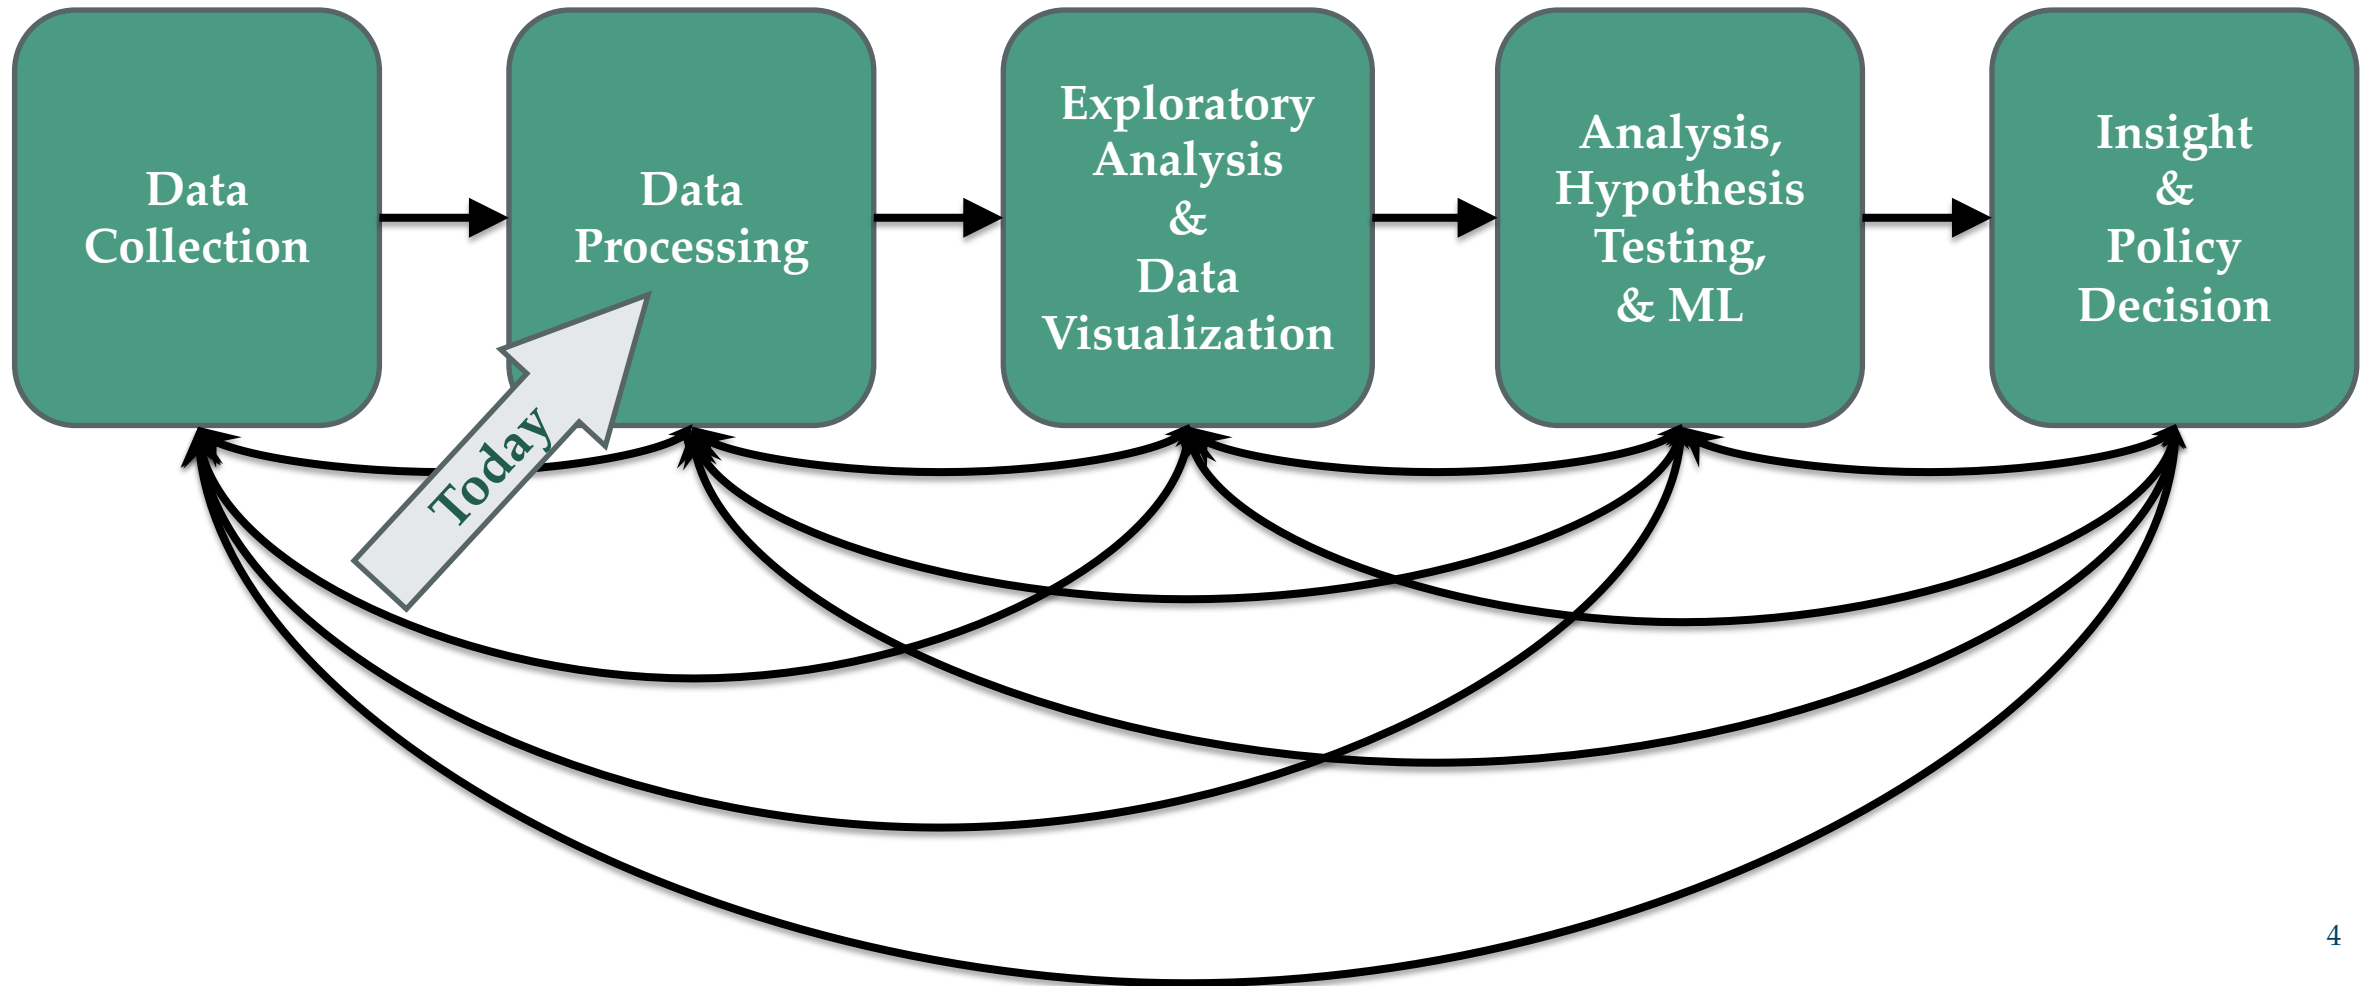 Data
Collection
Data
Processing
Exploratory
Analysis
&
Data
Visualization
Analysis,
Hypothesis
Testing,
& ML
Insight
&
Policy
Decision
Today
4